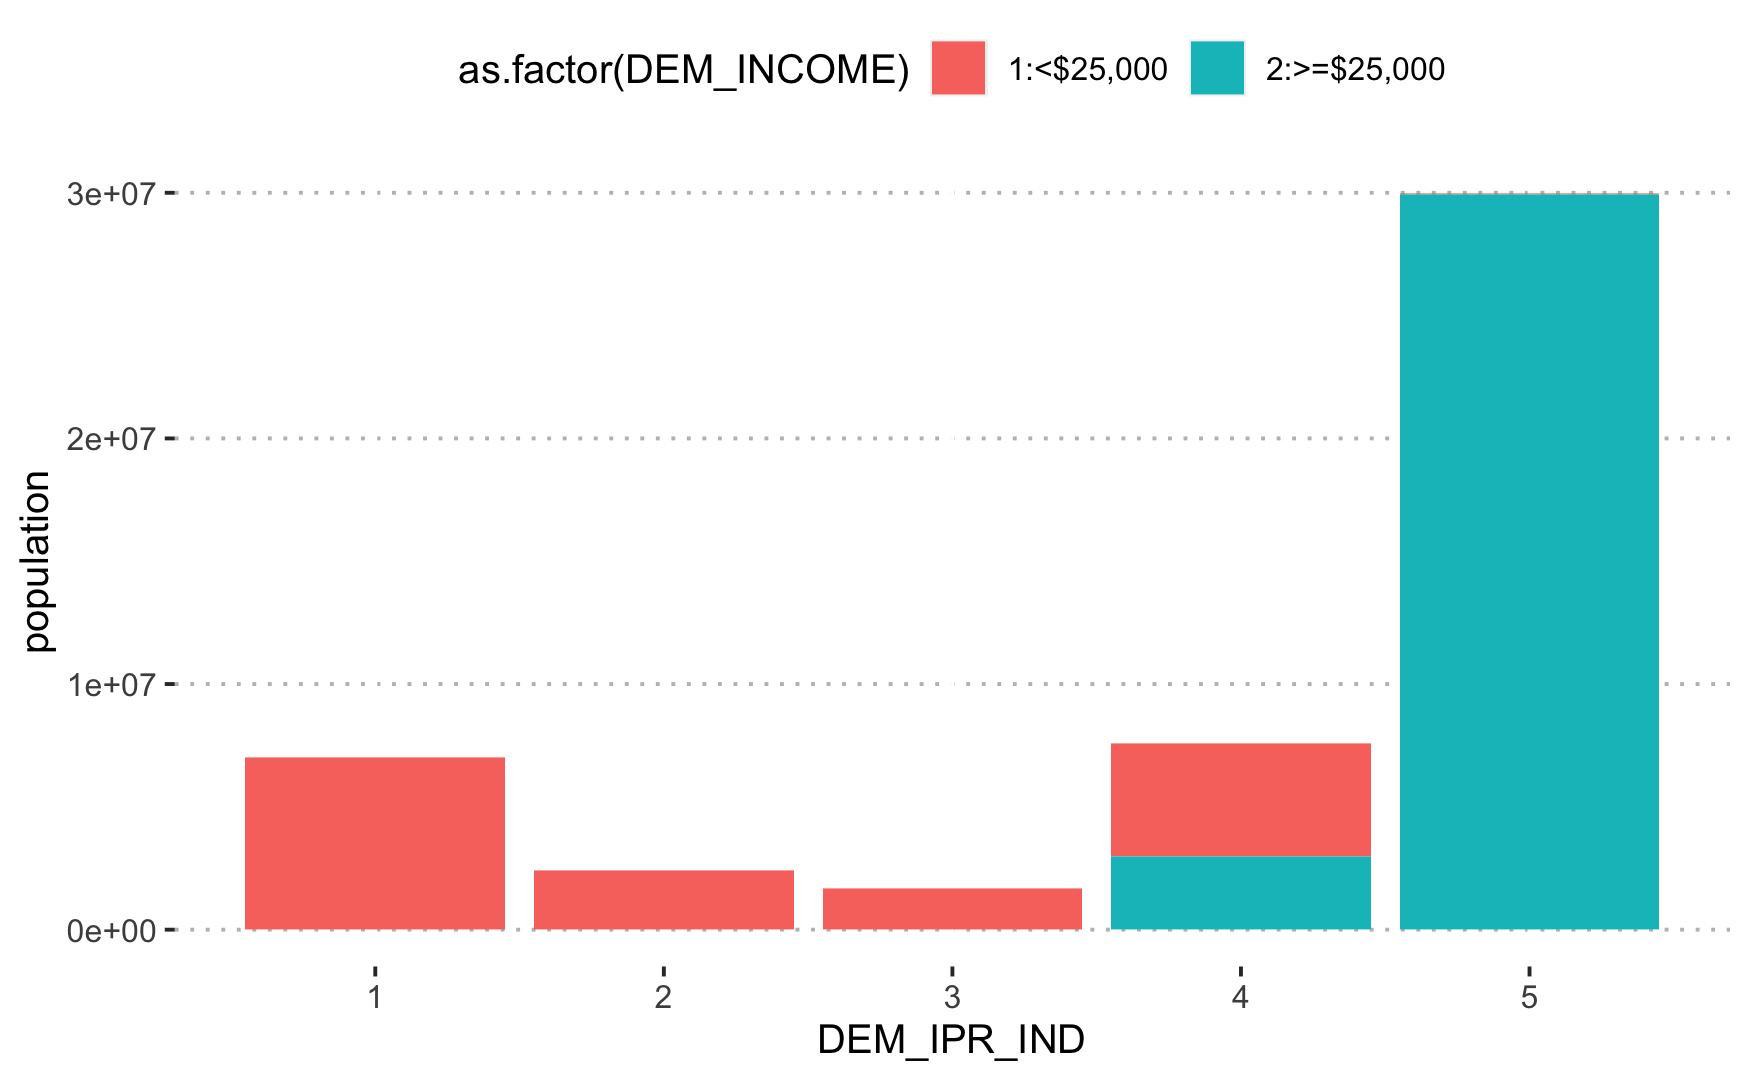 as.factor(DEM_INCOME) 1:<$25,000 2:>=$25,000
3e+07
2e+07
1e+07
0e+00
population
1 2 3 4 5
DEM_IPR_IND